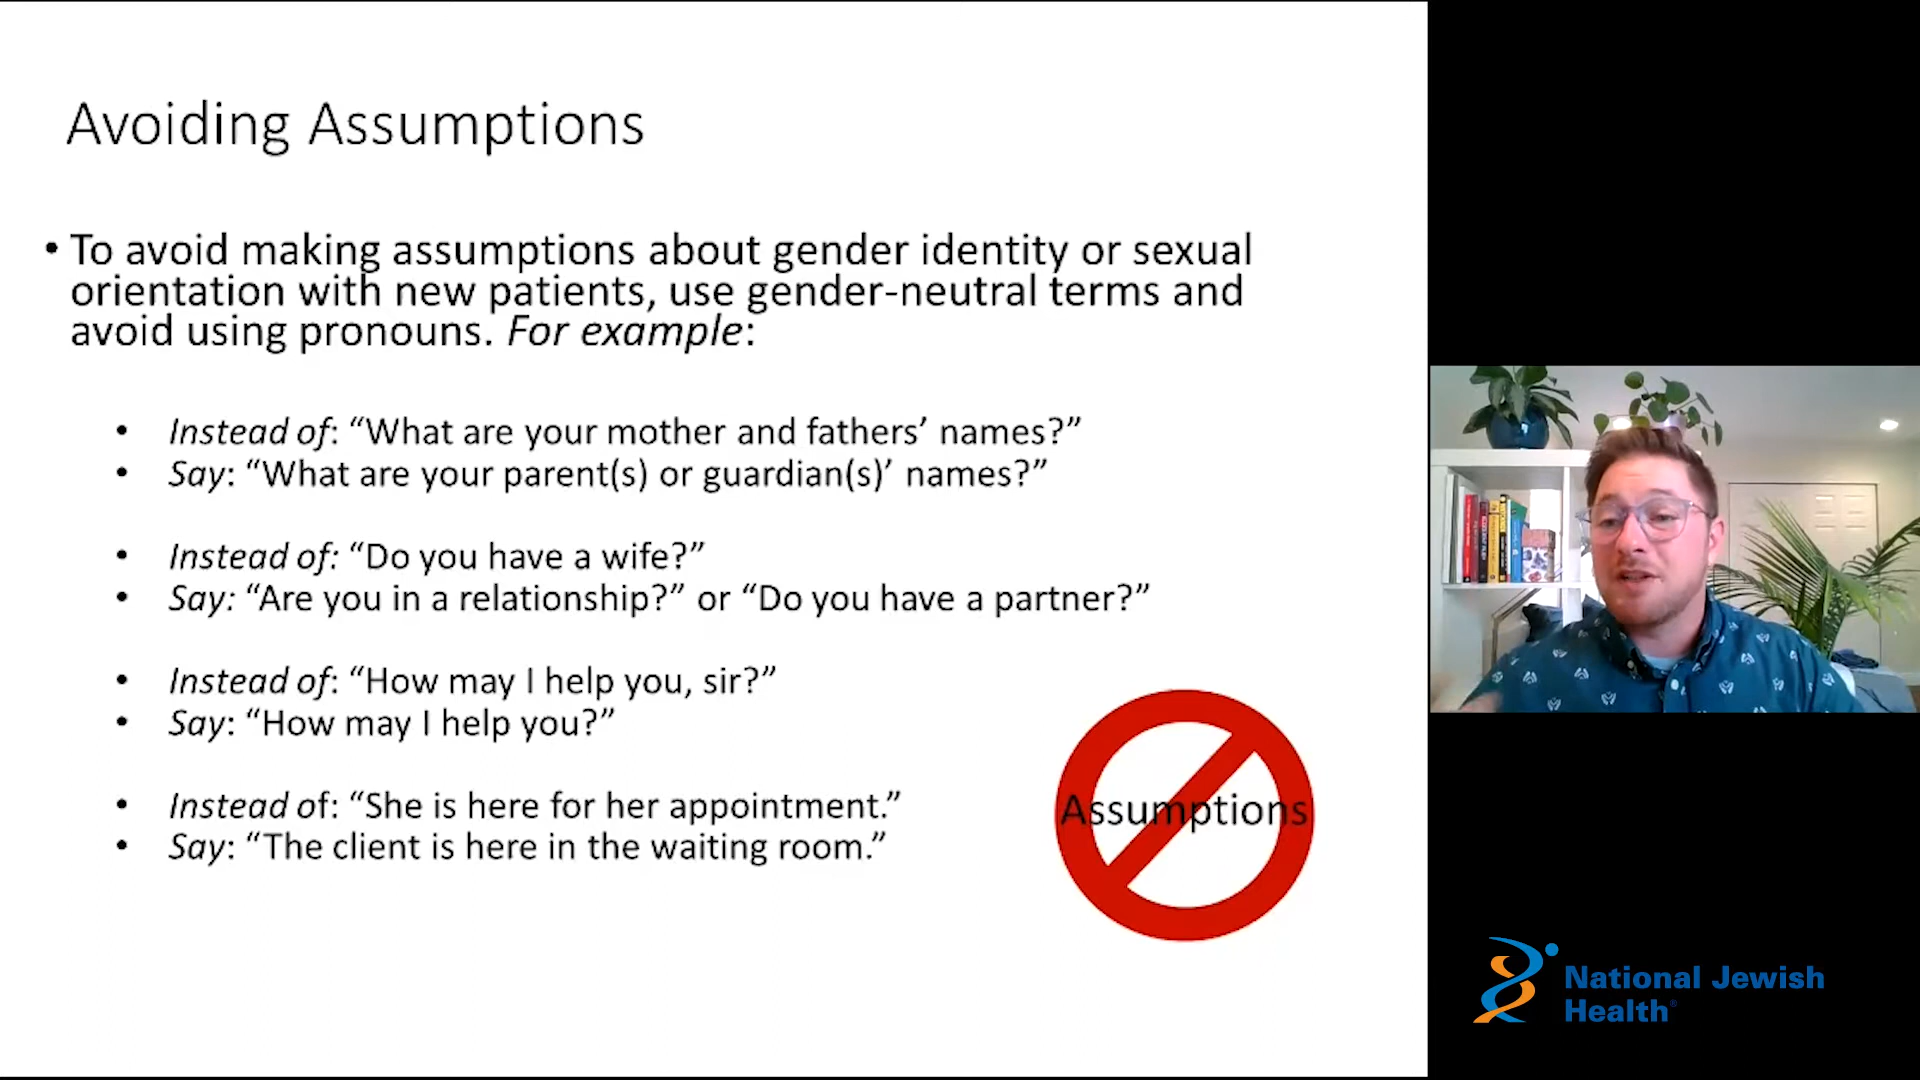 Avoiding Assumptions
• To avoid making assumptions about gender identity or sexual
orientation with new patients, use gender-neutral terms and
avoid using pronouns. For example:
• Instead of: “What are your mother and fathers’ names?”
• Say: “What are your parent(s) or guardian(s)’ names?”
• Instead of: “Do you have a wife?”
• Say: “Are you in a relationship?” or “Do you have a partner?”
• Instead of: “How may I help you, sir?”
• Say: “How may I help you?”
• Instead of: “She is here for her appointment.”
• Say: “The client is here in the waiting room.”
Assumptions
National Jewish
Health®